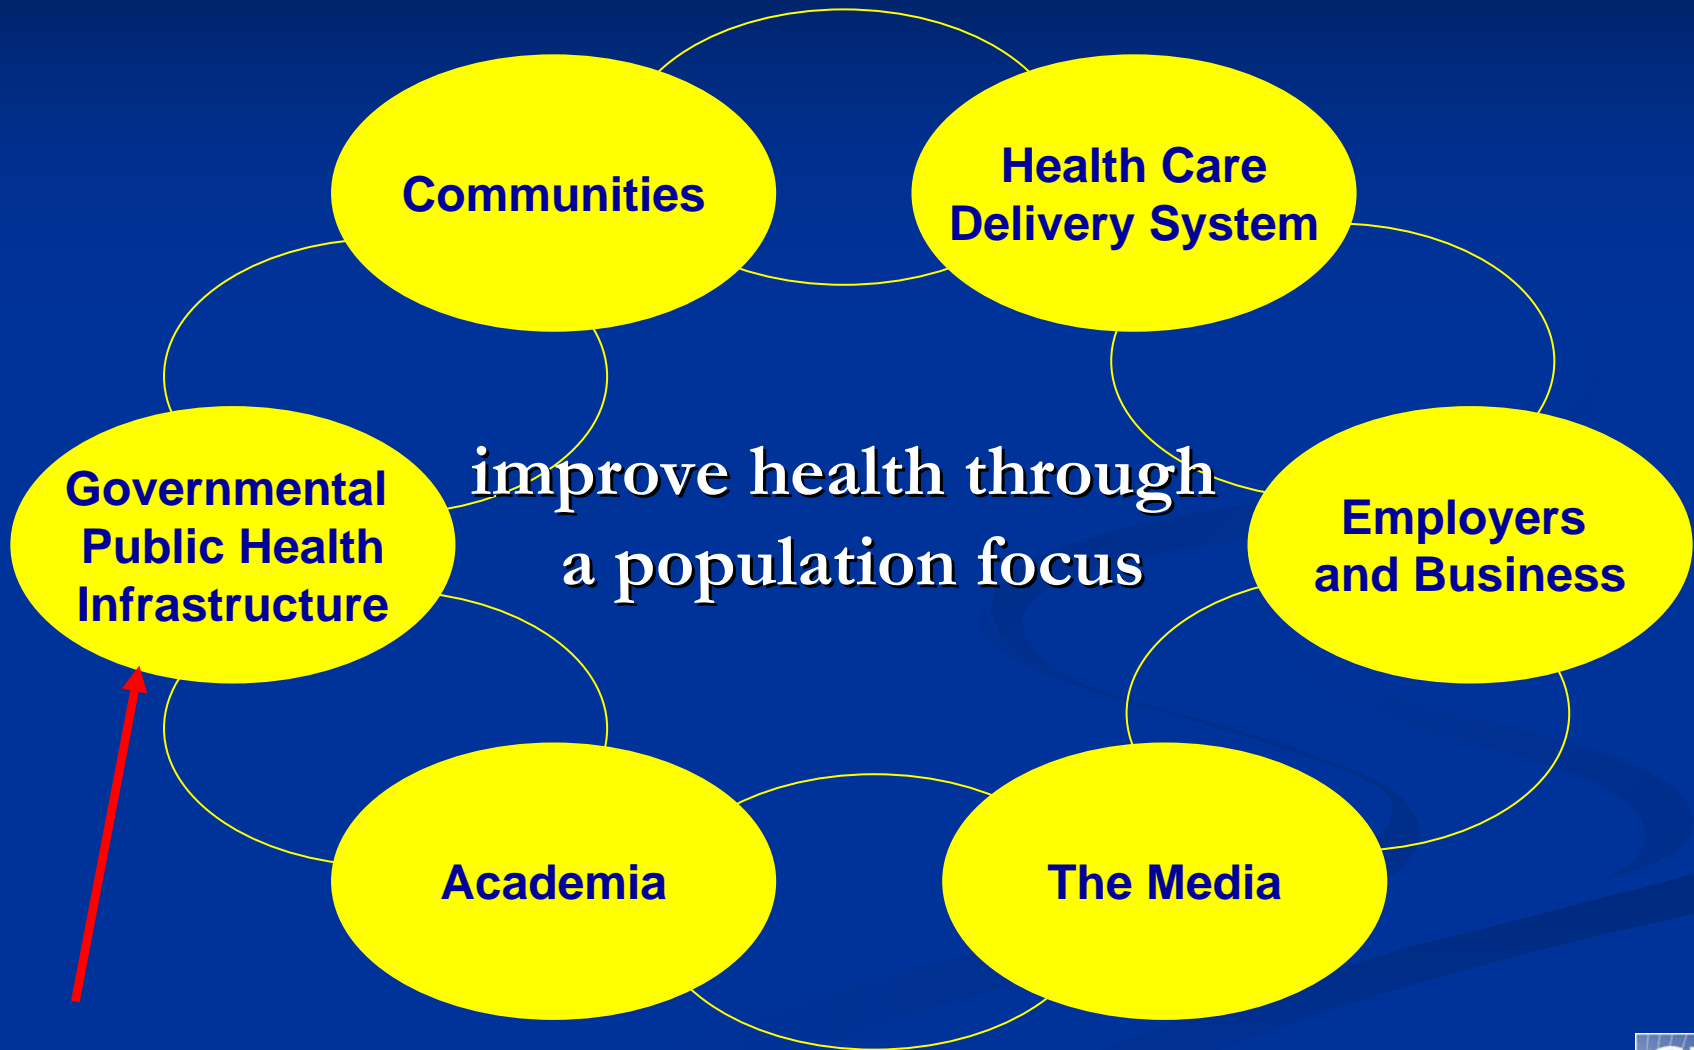 Communities
Health Care
Delivery System
Governmental
Public Health
Infrastructure
improve health through
a population focus
Employers
and Business
Academia
The Media